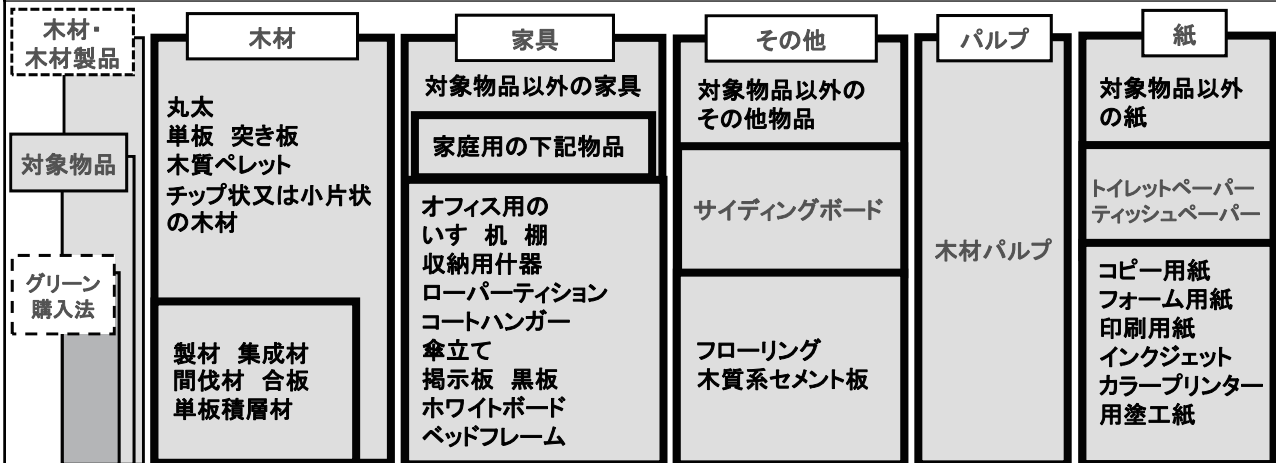 木材・
木材製品
対象物品
グリーン
購入法
木材
丸太
単板 突き板
木質ペレット
チップ状又は小片状
の木材
製材 集成材
間伐材 合板
単板積層材
家具
対象物品以外の家具
家庭用の下記物品
オフィス用の
いす 机 棚
収納用什器
ローパーティション
コートハンガー
傘立て
掲示板 黒板
ホワイトボード
ベッドフレーム
その他
対象物品以外の
その他物品
サイディングボード
フローリング
木質系セメント板
パルプ
木材パルプ
紙
対象物品以外
の紙
トイレットペーパー
ティッシュペーパー
コピー用紙
フォーム用紙
印刷用紙
インクジェット
カラープリンター
用塗工紙